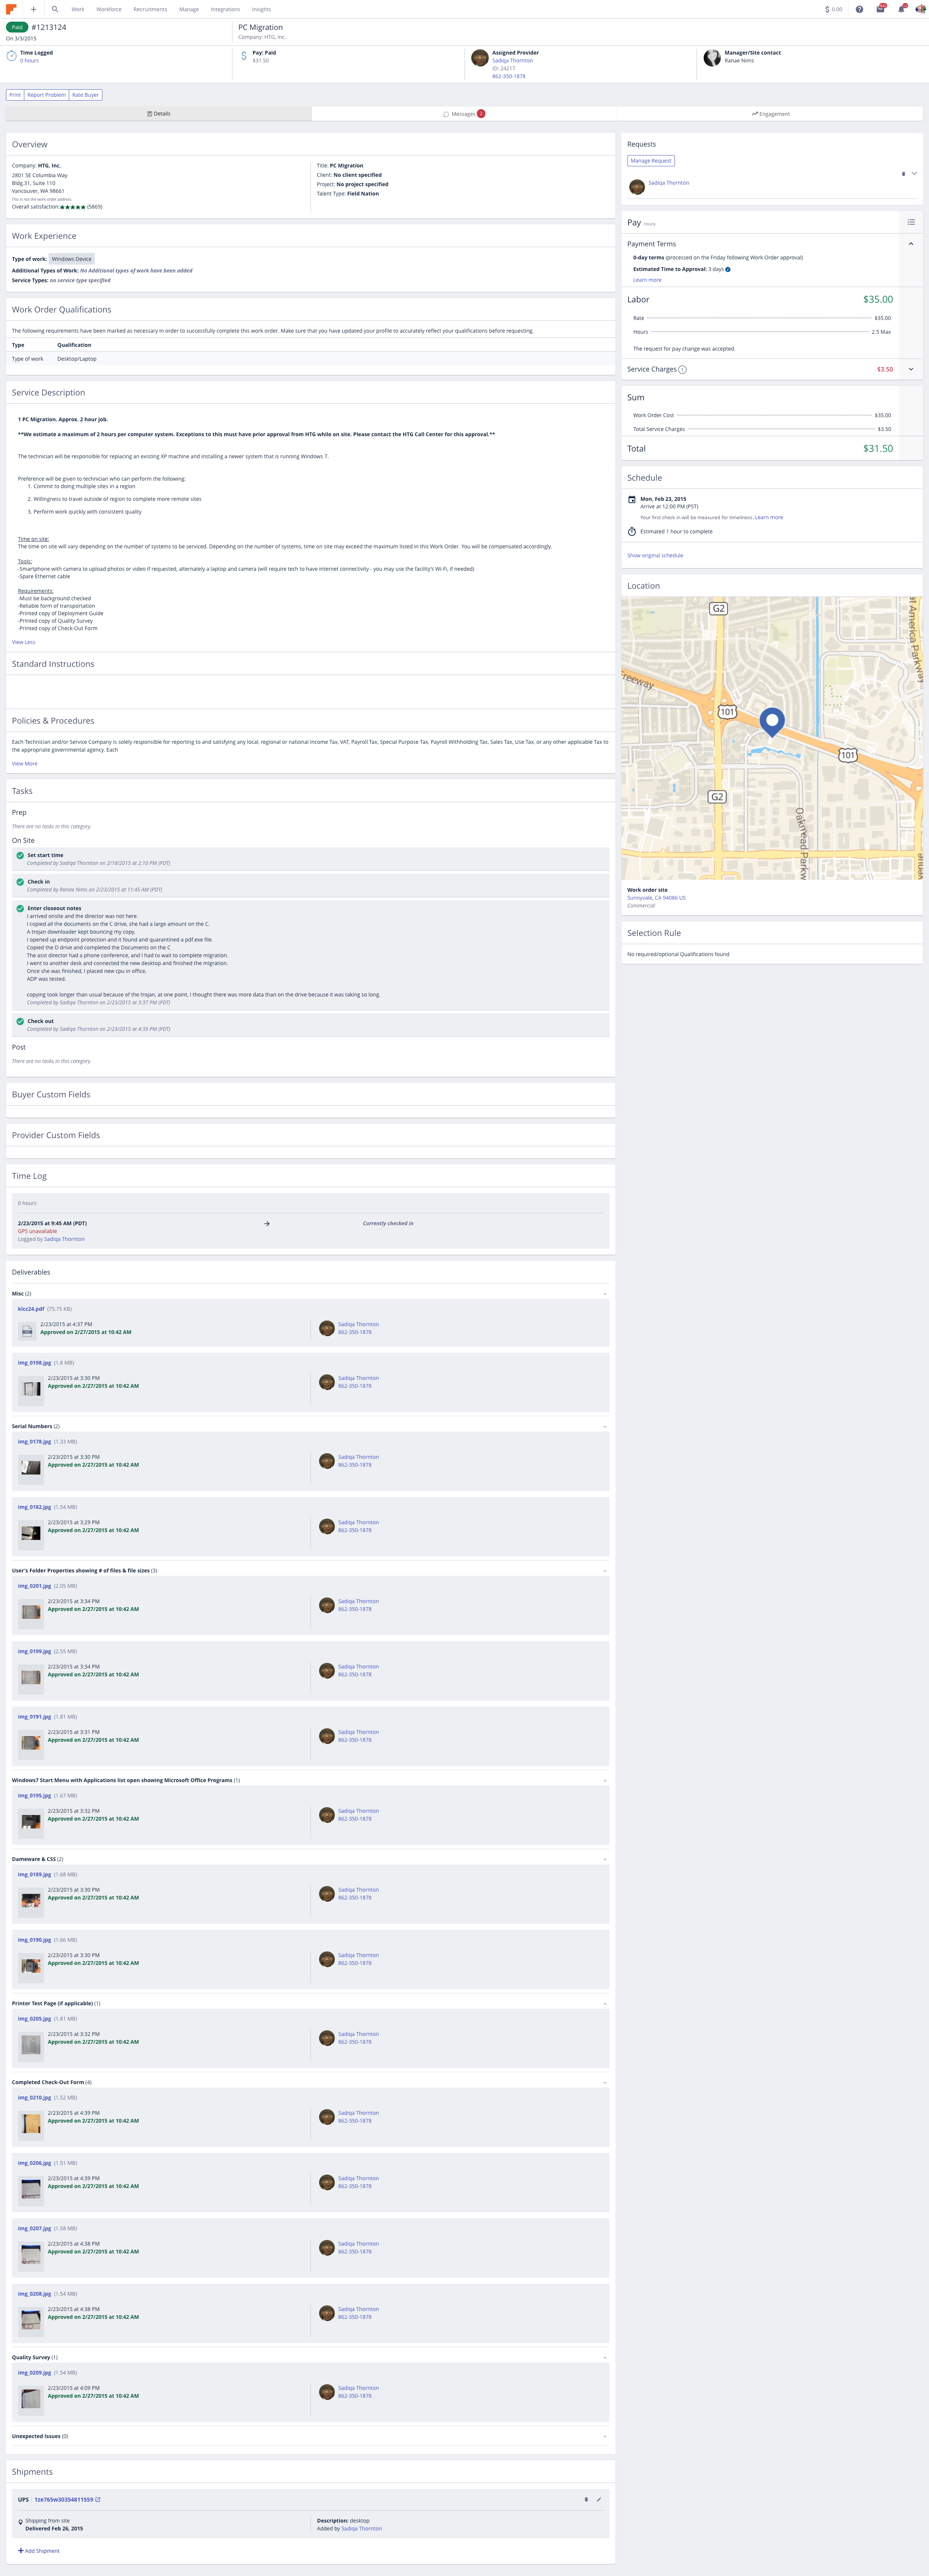 Work Workforce Recruitments Manage Integrations Insights
$ 0.00
Paid #1213124
On 3/3/2015
PC Migration
Company: HTG, Inc.
Time Logged
0 hours
Pay: Paid
$31.50
Assigned Provider
Sadiqa Thornton
ID: 24217
862-350-1878
Manager/Site contact
Ranae Nims
Print Report Problem Rate Buyer
Details
Messages 2
Engagement
Overview
Company: HTG, Inc.
2801 SE Columbia Way
Bldg.31, Suite 110
Vancouver, WA 98661
This is not the work order address.
Overall satisfaction: ★★★★★ (5869)
Title: PC Migration
Client: No client specified
Project: No project specified
Talent Type: Field Nation
Work Experience
Type of work: Windows Device
Additional Types of Work: No Additional types of work have been added
Service Types: no service type specified
Work Order Qualifications
The following requirements have been marked as necessary in order to successfully complete this work order. Make sure that you have updated your profile to accurately reflect your qualifications before requesting.
Type Qualification
Type of work Desktop/Laptop
Service Description
1 PC Migration. Approx. 2 hour job.
**We estimate a maximum of 2 hours per computer system. Exceptions to this must have prior approval from HTG while on site. Please contact the HTG Call Center for this approval.**
The technician will be responsible for replacing an existing XP machine and installing a newer system that is running Windows 7.
Preference will be given to technician who can perform the following:
1. Commit to doing multiple sites in a region
2. Willingness to travel outside of region to complete more remote sites
3. Perform work quickly with consistent quality
Time on site:
The time on site will vary depending on the number of systems to be serviced. Depending on the number of systems, time on site may exceed the maximum listed in this Work Order. You will be compensated accordingly.
Tools:
-Smartphone with camera to upload photos or video if requested, alternately a laptop and camera (will require tech to have internet connectivity - you may use the facility's Wi-Fi, if needed)
-Spare Ethernet cable
Requirements:
-Must be background checked
-Reliable form of transportation
-Printed copy of Deployment Guide
-Printed copy of Quality Survey
-Printed copy of Check-Out Form
View Less
Standard Instructions
Policies & Procedures
Each Technician and/or Service Company is solely responsible for reporting to and satisfying any local, regional or national Income Tax, VAT, Payroll Tax, Special Purpose Tax, Payroll Withholding Tax, Sales Tax, Use Tax, or any other applicable Tax to
the appropriate governmental agency. Each
View More
Tasks
Prep
There are no tasks in this category.
On Site
Set start time
Completed by Sadiqa Thornton on 2/18/2015 at 2:10 PM (PDT)
Check in
Completed by Ranae Nims on 2/23/2015 at 11:45 AM (PDT)
Enter closeout notes
I arrived onsite and the director was not here.
I copied all the documents on the C drive, she had a large amount on the C.
A trojan downloader kept bouncing my copy.
I opened up endpoint protection and it found and quarantined a pdf.exe file.
Copied the D drive and completed the Documents on the C
The asst director had a phone conference, and i had to wait to complete migration.
I went to another desk and connected the new desktop and finished the migration.
Once she was finished, I placed new cpu in office.
ADP was tested.
copying took longer than usual because of the trojan, at one point, I thought there was more data than on the drive because it was taking so long.
Completed by Sadiqa Thornton on 2/23/2015 at 3:37 PM (PDT)
Check out
Completed by Sadiqa Thornton on 2/23/2015 at 4:39 PM (PDT)
Post
There are no tasks in this category.
Buyer Custom Fields
Provider Custom Fields
Time Log
0 hours
2/23/2015 at 9:45 AM (PDT)
Currently checked in
GPS unavailable
Logged by Sadiqa Thornton
Deliverables
Misc (2)
klcc24.pdf (75.75 KB)
2/23/2015 at 4:37 PM
Approved on 2/27/2015 at 10:42 AM
Sadiqa Thornton
862-350-1878
img_0198.jpg (1.8 MB)
2/23/2015 at 3:30 PM
Approved on 2/27/2015 at 10:42 AM
Sadiqa Thornton
862-350-1878
Serial Numbers (2)
img_0178.jpg (1.33 MB)
2/23/2015 at 3:30 PM
Approved on 2/27/2015 at 10:42 AM
Sadiqa Thornton
862-350-1878
img_0182.jpg (1.54 MB)
2/23/2015 at 3:29 PM
Approved on 2/27/2015 at 10:42 AM
Sadiqa Thornton
862-350-1878
User's Folder Properties showing # of files & file sizes (3)
img_0201.jpg (2.05 MB)
2/23/2015 at 3:34 PM
Approved on 2/27/2015 at 10:42 AM
Sadiqa Thornton
862-350-1878
img_0199.jpg (2.55 MB)
2/23/2015 at 3:34 PM
Approved on 2/27/2015 at 10:42 AM
Sadiqa Thornton
862-350-1878
img_0191.jpg (1.81 MB)
2/23/2015 at 3:31 PM
Approved on 2/27/2015 at 10:42 AM
Sadiqa Thornton
862-350-1878
Windows7 Start Menu with Applications list open showing Microsoft Office Programs (1)
img_0195.jpg (1.67 MB)
2/23/2015 at 3:32 PM
Approved on 2/27/2015 at 10:42 AM
Sadiqa Thornton
862-350-1878
Dameware & CSS (2)
img_0189.jpg (1.68 MB)
2/23/2015 at 3:30 PM
Approved on 2/27/2015 at 10:42 AM
Sadiqa Thornton
862-350-1878
img_0190.jpg (1.66 MB)
2/23/2015 at 3:30 PM
Approved on 2/27/2015 at 10:42 AM
Sadiqa Thornton
862-350-1878
Printer Test Page (if applicable) (1)
img_0205.jpg (1.81 MB)
2/23/2015 at 3:32 PM
Approved on 2/27/2015 at 10:42 AM
Sadiqa Thornton
862-350-1878
Completed Check-Out Form (4)
img_0210.jpg (1.52 MB)
2/23/2015 at 4:39 PM
Approved on 2/27/2015 at 10:42 AM
Sadiqa Thornton
862-350-1878
img_0206.jpg (1.51 MB)
2/23/2015 at 4:39 PM
Approved on 2/27/2015 at 10:42 AM
Sadiqa Thornton
862-350-1878
img_0207.jpg (1.58 MB)
2/23/2015 at 4:38 PM
Approved on 2/27/2015 at 10:42 AM
Sadiqa Thornton
862-350-1878
img_0208.jpg (1.54 MB)
2/23/2015 at 4:38 PM
Approved on 2/27/2015 at 10:42 AM
Sadiqa Thornton
862-350-1878
Quality Survey (1)
img_0209.jpg (1.54 MB)
2/23/2015 at 4:09 PM
Approved on 2/27/2015 at 10:42 AM
Sadiqa Thornton
862-350-1878
Unexpected Issues (0)
Shipments
UPS 1ze765w30354811559
Shipping from site
Delivered Feb 26, 2015
Description: desktop
Added by Sadiqa Thornton
Add Shipment
Requests
Manage Request
Sadiqa Thornton
Pay Hourly
Payment Terms
0-day terms (processed on the Friday following Work Order approval)
Estimated Time to Approval: 3 days
Learn more
Labor $35.00
Rate $35.00
Hours 2.5 Max
The request for pay change was accepted.
Service Charges 1 $3.50
Sum
Work Order Cost $35.00
Total Service Charges $3.50
Total $31.50
Schedule
Mon, Feb 23, 2015
Arrive at 12:00 PM (PST)
Your first check in will be measured for timeliness. Learn more
Estimated 1 hour to complete
Show original schedule
Location
G2
at America Parkway
Freeway
101
101
G2
Oakmead Parkw
Work order site
Sunnyvale, CA 94086 US
Commercial
Selection Rule
No required/optional Qualifications found